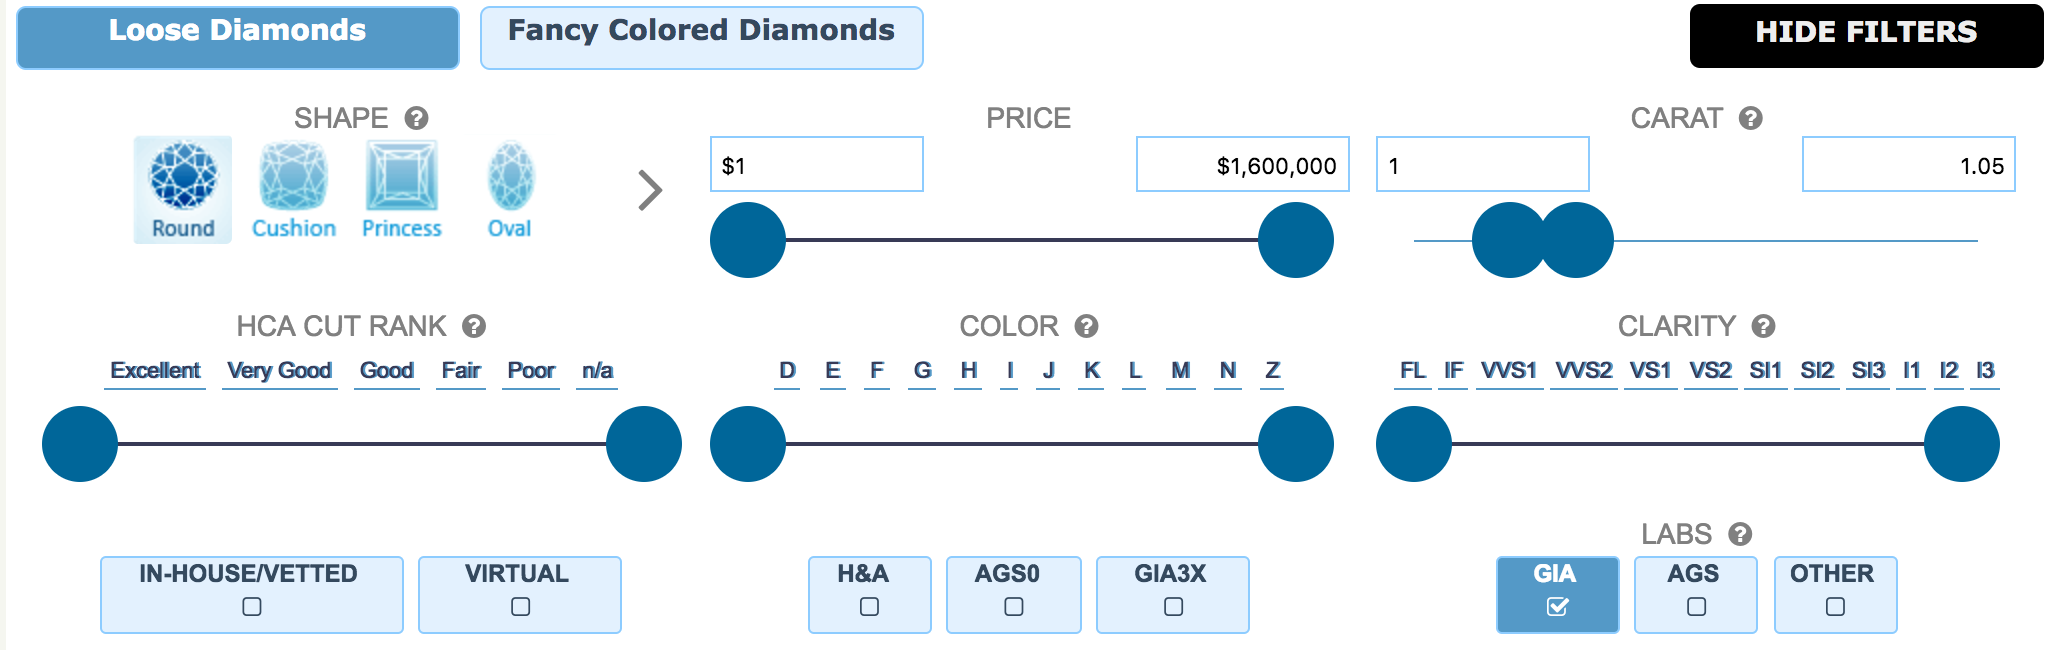 Loose Diamonds
Fancy Colored Diamonds
HIDE FILTERS
SHAPE ?
Round
Cushion
Princess
Oval
PRICE
$1
$1,600,000
CARAT ?
1
1.05
HCA CUT RANK ?
Excellent Very Good Good Fair Poor n/a
COLOR ?
D E F G H I J K L M N Z
CLARITY ?
FL IF VVS1 VVS2 VS1 VS2 SI1 SI2 SI3 I1 I2 I3
IN-HOUSE/VETTED
VIRTUAL
H&A
AGS0
GIA3X
LABS ?
GIA
AGS
OTHER